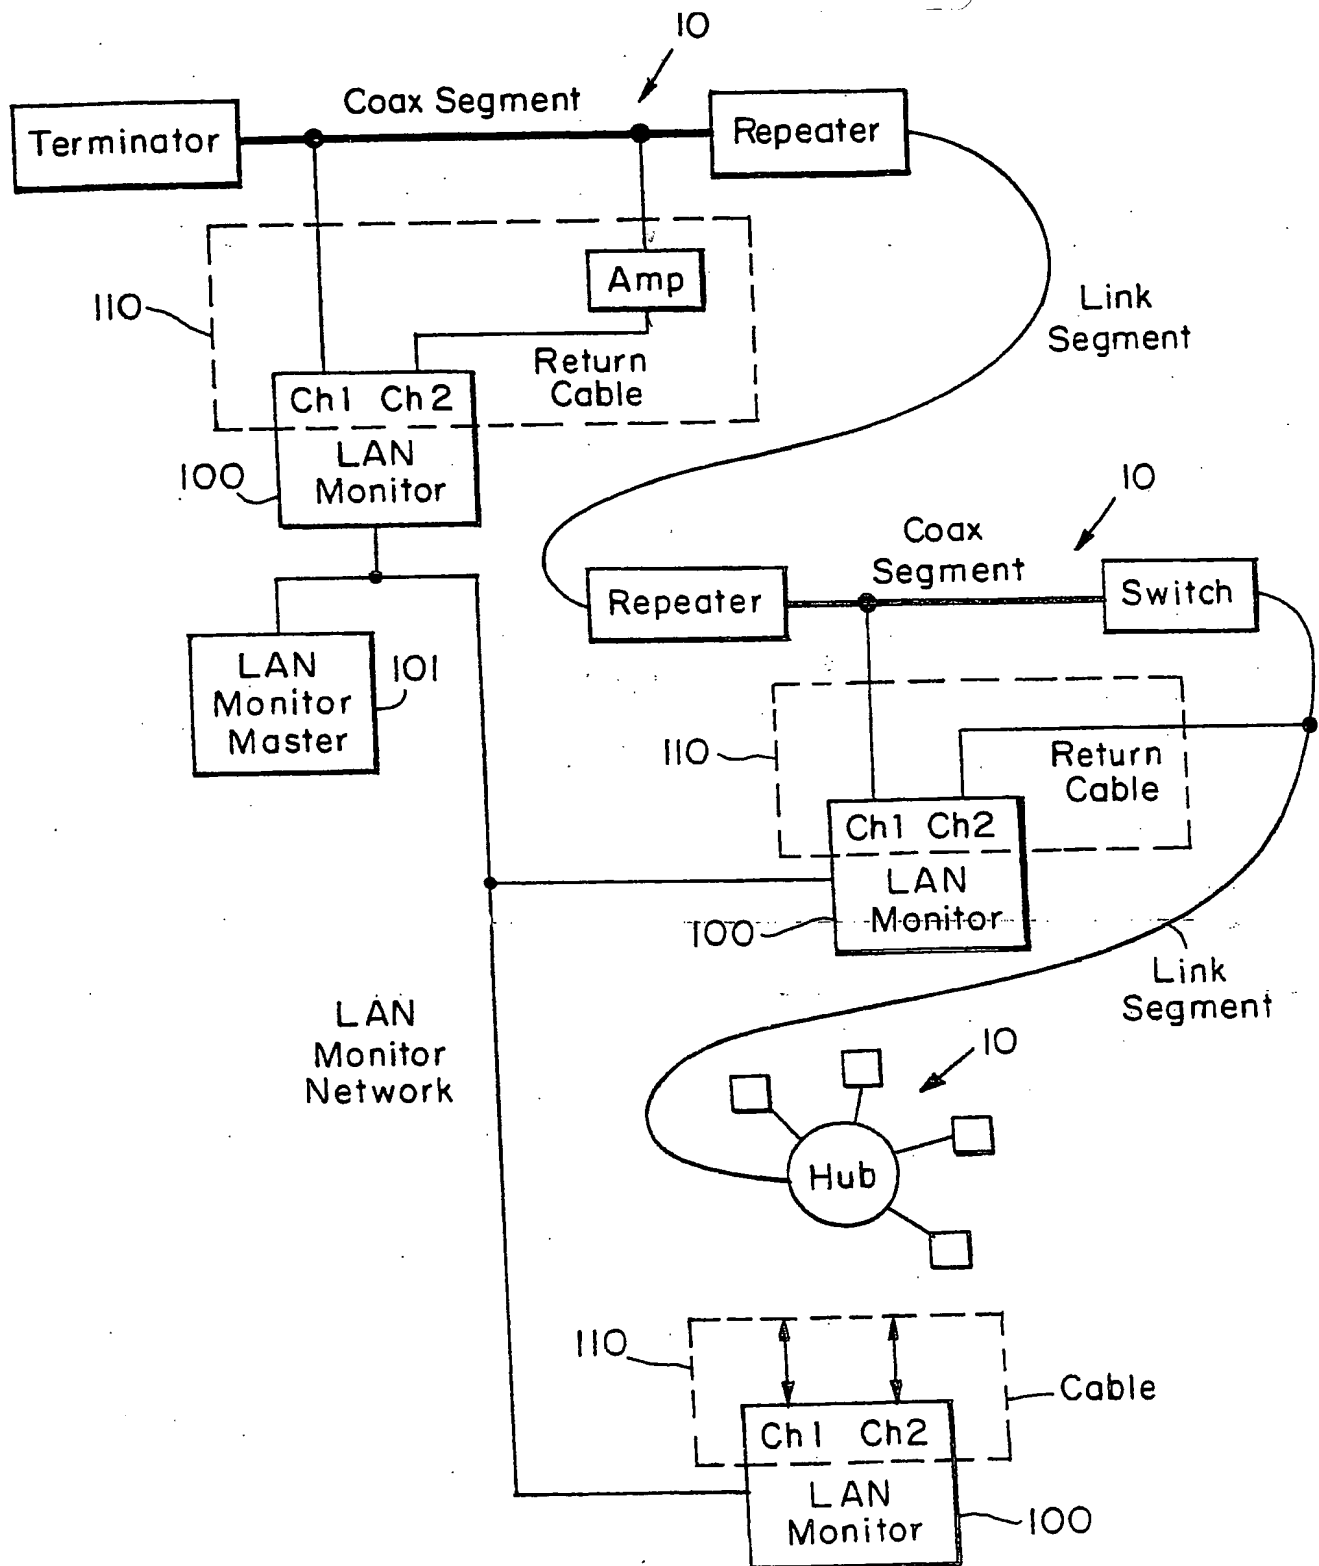 10
Coax Segment
Terminator
Repeater
Amp
110
Link
Segment
Return
Cable
Ch1 Ch2
LAN
Monitor
100
10
Coax
Segment
Repeater
Switch
LAN
Monitor
Master
101
110
Return
Cable
Ch1 Ch2
LAN
Monitor
100
Link
Segment
LAN
Monitor
Network
10
Hub
110
Cable
Ch1 Ch2
LAN
Monitor
100